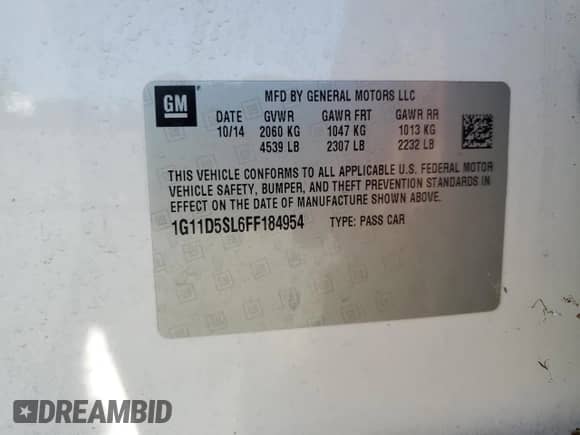 GM
MFD BY GENERAL MOTORS LLC
DATE GVWR GAWR FRT GAWR RR
10/14 2060 KG 1047 KG 1013 KG
4539 LB 2307 LB 2232 LB
THIS VEHICLE CONFORMS TO ALL APPLICABLE U.S. FEDERAL MOTOR
VEHICLE SAFETY, BUMPER, AND THEFT PREVENTION STANDARDS IN
EFFECT ON THE DATE OF MANUFACTURE SHOWN ABOVE.
1G11D5SL6FF184954 TYPE: PASS CAR
DREAMBID